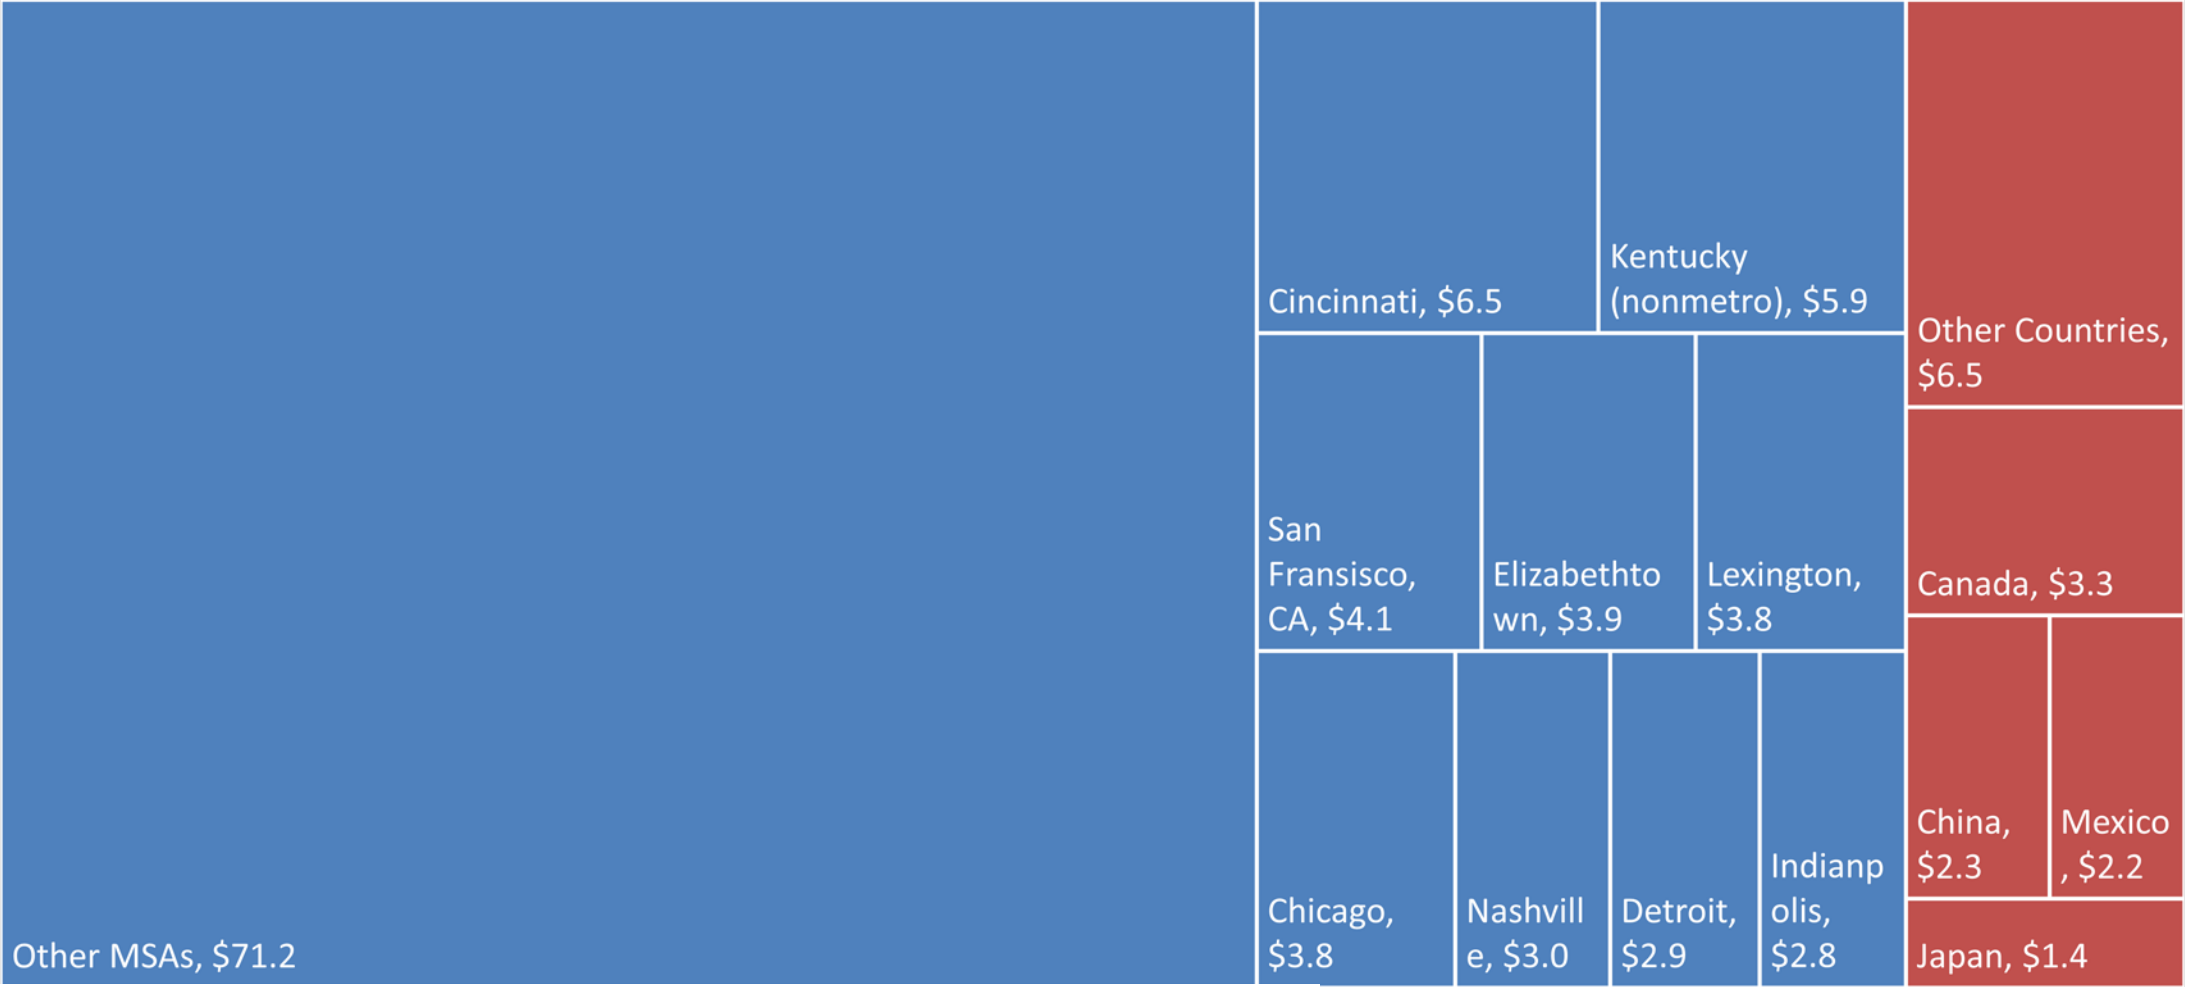 Other MSAs, $71.2
Cincinnati, $6.5
Kentucky
(nonmetro), $5.9
San
Fransisco,
CA, $4.1
Elizabethto
wn, $3.9
Lexington,
$3.8
Chicago,
$3.8
Nashvill
e, $3.0
Detroit,
$2.9
Indianp
olis,
$2.8
Other Countries,
$6.5
Canada, $3.3
China,
$2.3
Mexico
, $2.2
Japan, $1.4